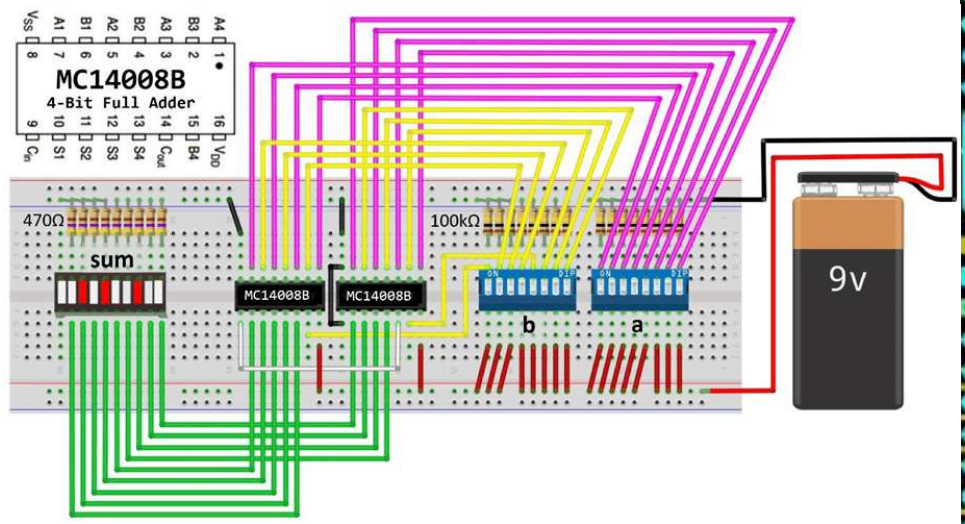 VSS A1 B1 A2 B2 A3 B3 A4
8 7 6 5 4 3 2 1
MC14008B
4-Bit Full Adder
9 10 11 12 13 14 15 16
Cin S1 S2 S3 S4 Cout B4 VDD
470Ω
100kΩ
sum
MC14008B
MC14008B
ON DIP
ON DIP
b
a
9v